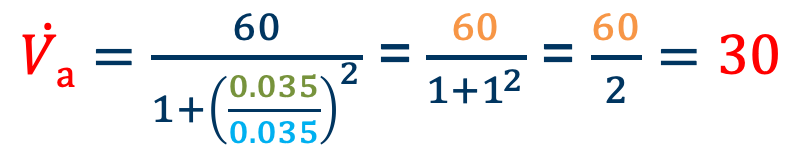 V̇ₐ = 60 / (1+(0.035/0.035)²) = 60 / (1+1²) = 60/2 = 30